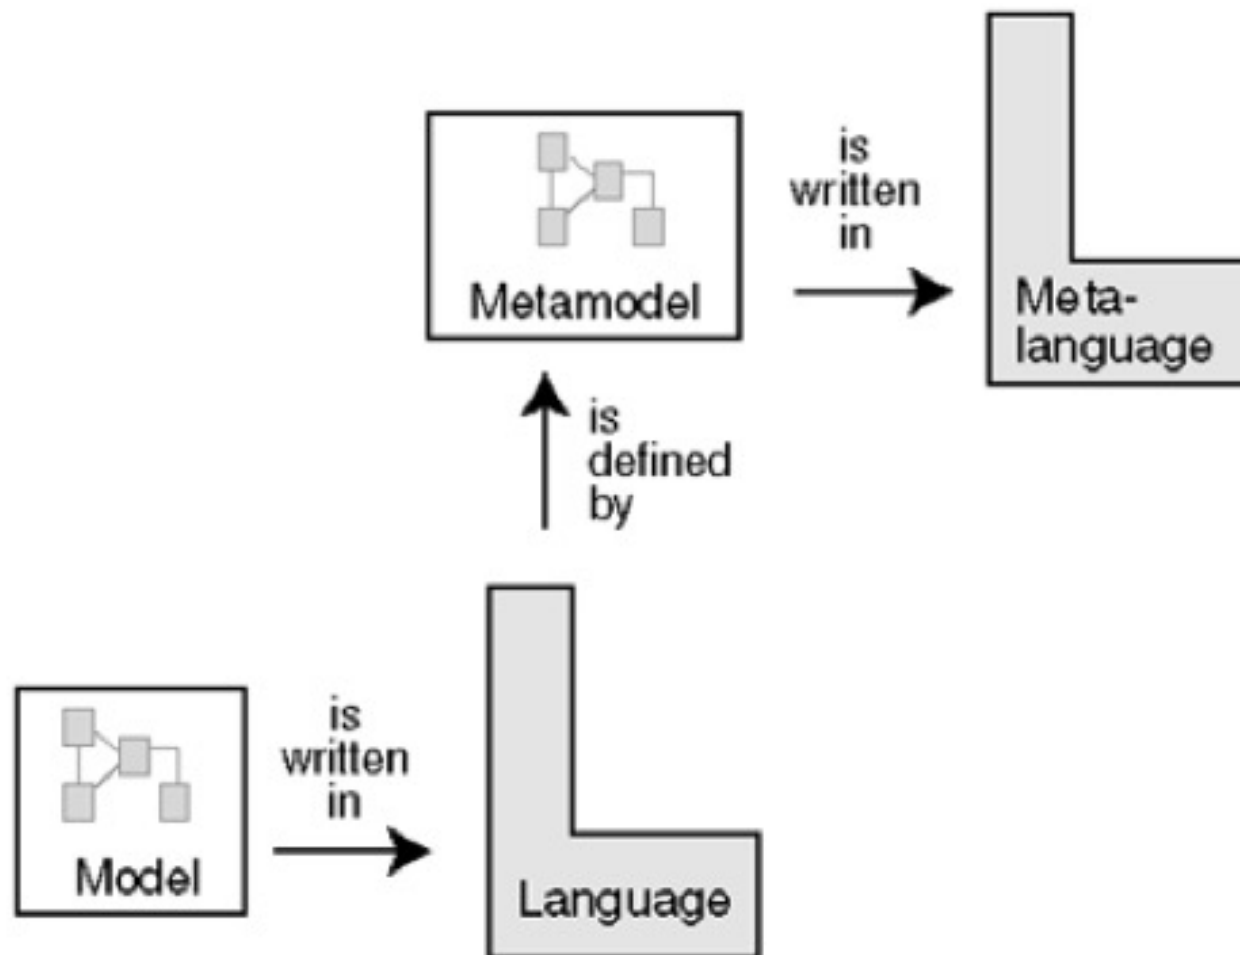 is
written
in
Metamodel
Meta-
language
is
defined
by
is
written
in
Model
Language